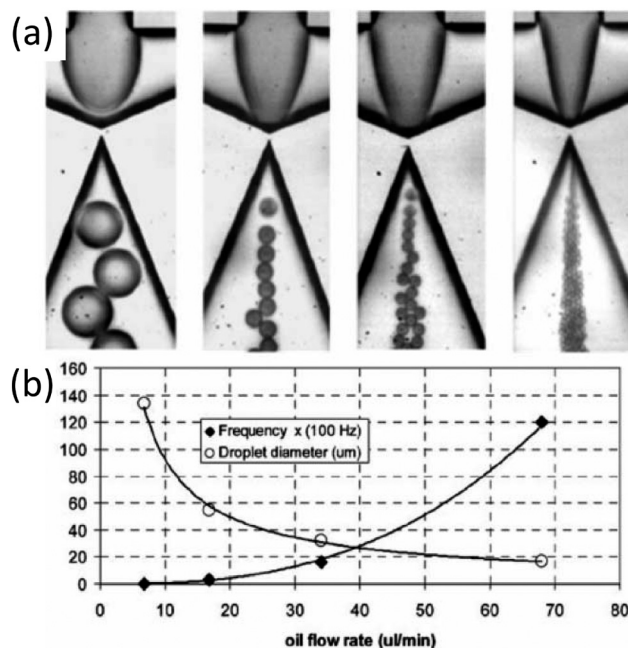 (a)
(b)
160
140
120
100
80
60
40
20
0
Frequency x (100 Hz)
Droplet diameter (um)
0 10 20 30 40 50 60 70 80
oil flow rate (ul/min)